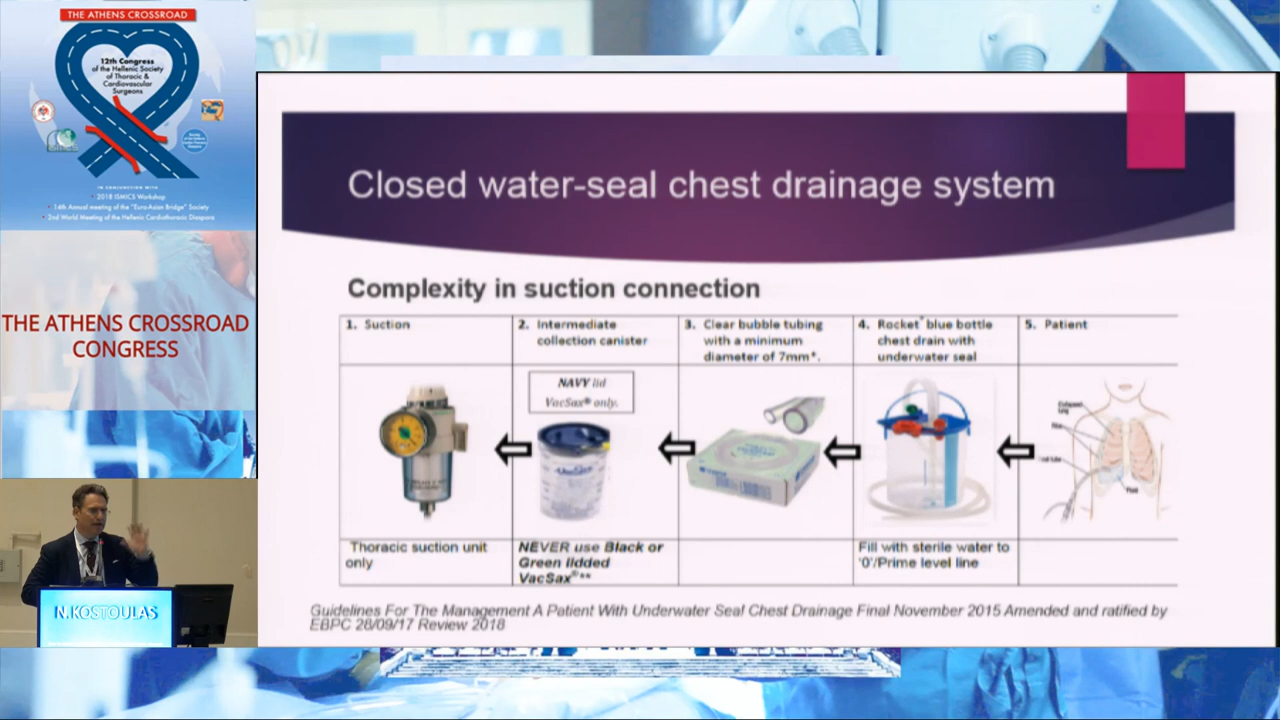 THE ATHENS CROSSROAD
12th Congress
of the Hellenic Society
of Thoracic &
Cardiovascular
Surgeons
IN CONJUNCTION WITH
• 2018 ISMICS Workshop
• 14th Annual meeting of the "Euro-Asian Bridge" Society
• 2nd World Meeting of the Hellenic Cardiothoracic Diaspora
THE ATHENS CROSSROAD
CONGRESS
N.KOSTOULAS
Closed water-seal chest drainage system
Complexity in suction connection
1. Suction
2. Intermediate
collection canister
3. Clear bubble tubing
with a minimum
diameter of 7mm*.
4. Rocket® blue bottle
chest drain with
underwater seal
5. Patient
NAVY lid
VacSax® only.
Thoracic suction unit
only
NEVER use Black or
Green lidded
VacSax®**
Fill with sterile water to
'0'/Prime level line
Guidelines For The Management A Patient With Underwater Seal Chest Drainage Final November 2015 Amended and ratified by
EBPC 28/09/17 Review 2018